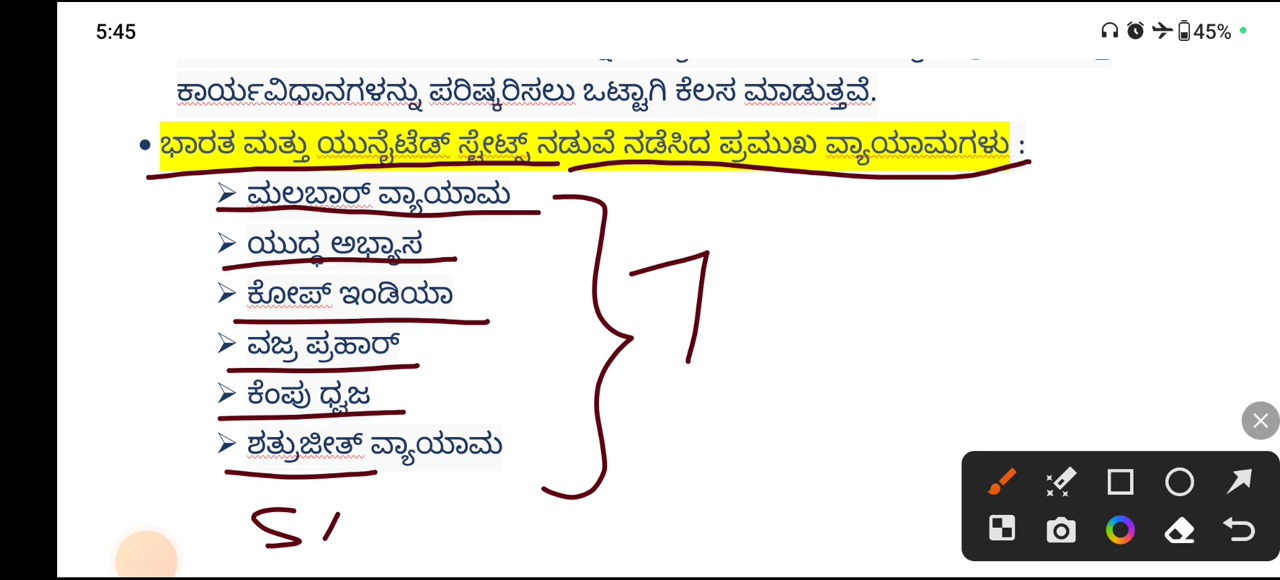 5:45 45%
ಕಾರ್ಯವಿಧಾನಗಳನ್ನು ಪರಿಷ್ಕರಿಸಲು ಒಟ್ಟಾಗಿ ಕೆಲಸ ಮಾಡುತ್ತವೆ.
• ಭಾರತ ಮತ್ತು ಯುನೈಟೆಡ್ ಸ್ಟೇಟ್ಸ್ ನಡುವೆ ನಡೆಸಿದ ಪ್ರಮುಖ ವ್ಯಾಯಾಮಗಳು :
➢ ಮಲಬಾರ್ ವ್ಯಾಯಾಮ
➢ ಯುದ್ಧ ಅಭ್ಯಾಸ
➢ ಕೋಪ್ ಇಂಡಿಯಾ
➢ ವಜ್ರ ಪ್ರಹಾರ್
➢ ಕೆಂಪು ಧ್ವಜ
➢ ಶತ್ರುಜೀತ್ ವ್ಯಾಯಾಮ